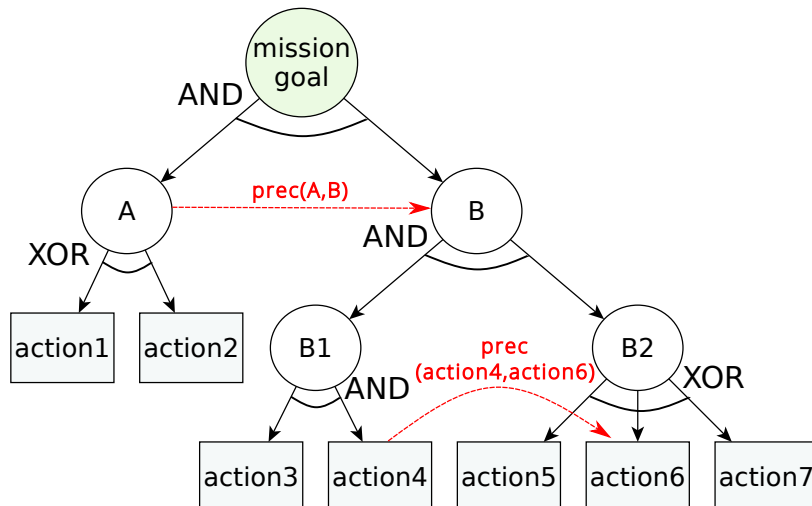 mission
goal
AND
A
prec(A,B)
B
XOR
AND
action1
action2
B1
prec
(action4,action6)
B2
AND
XOR
action3
action4
action5
action6
action7